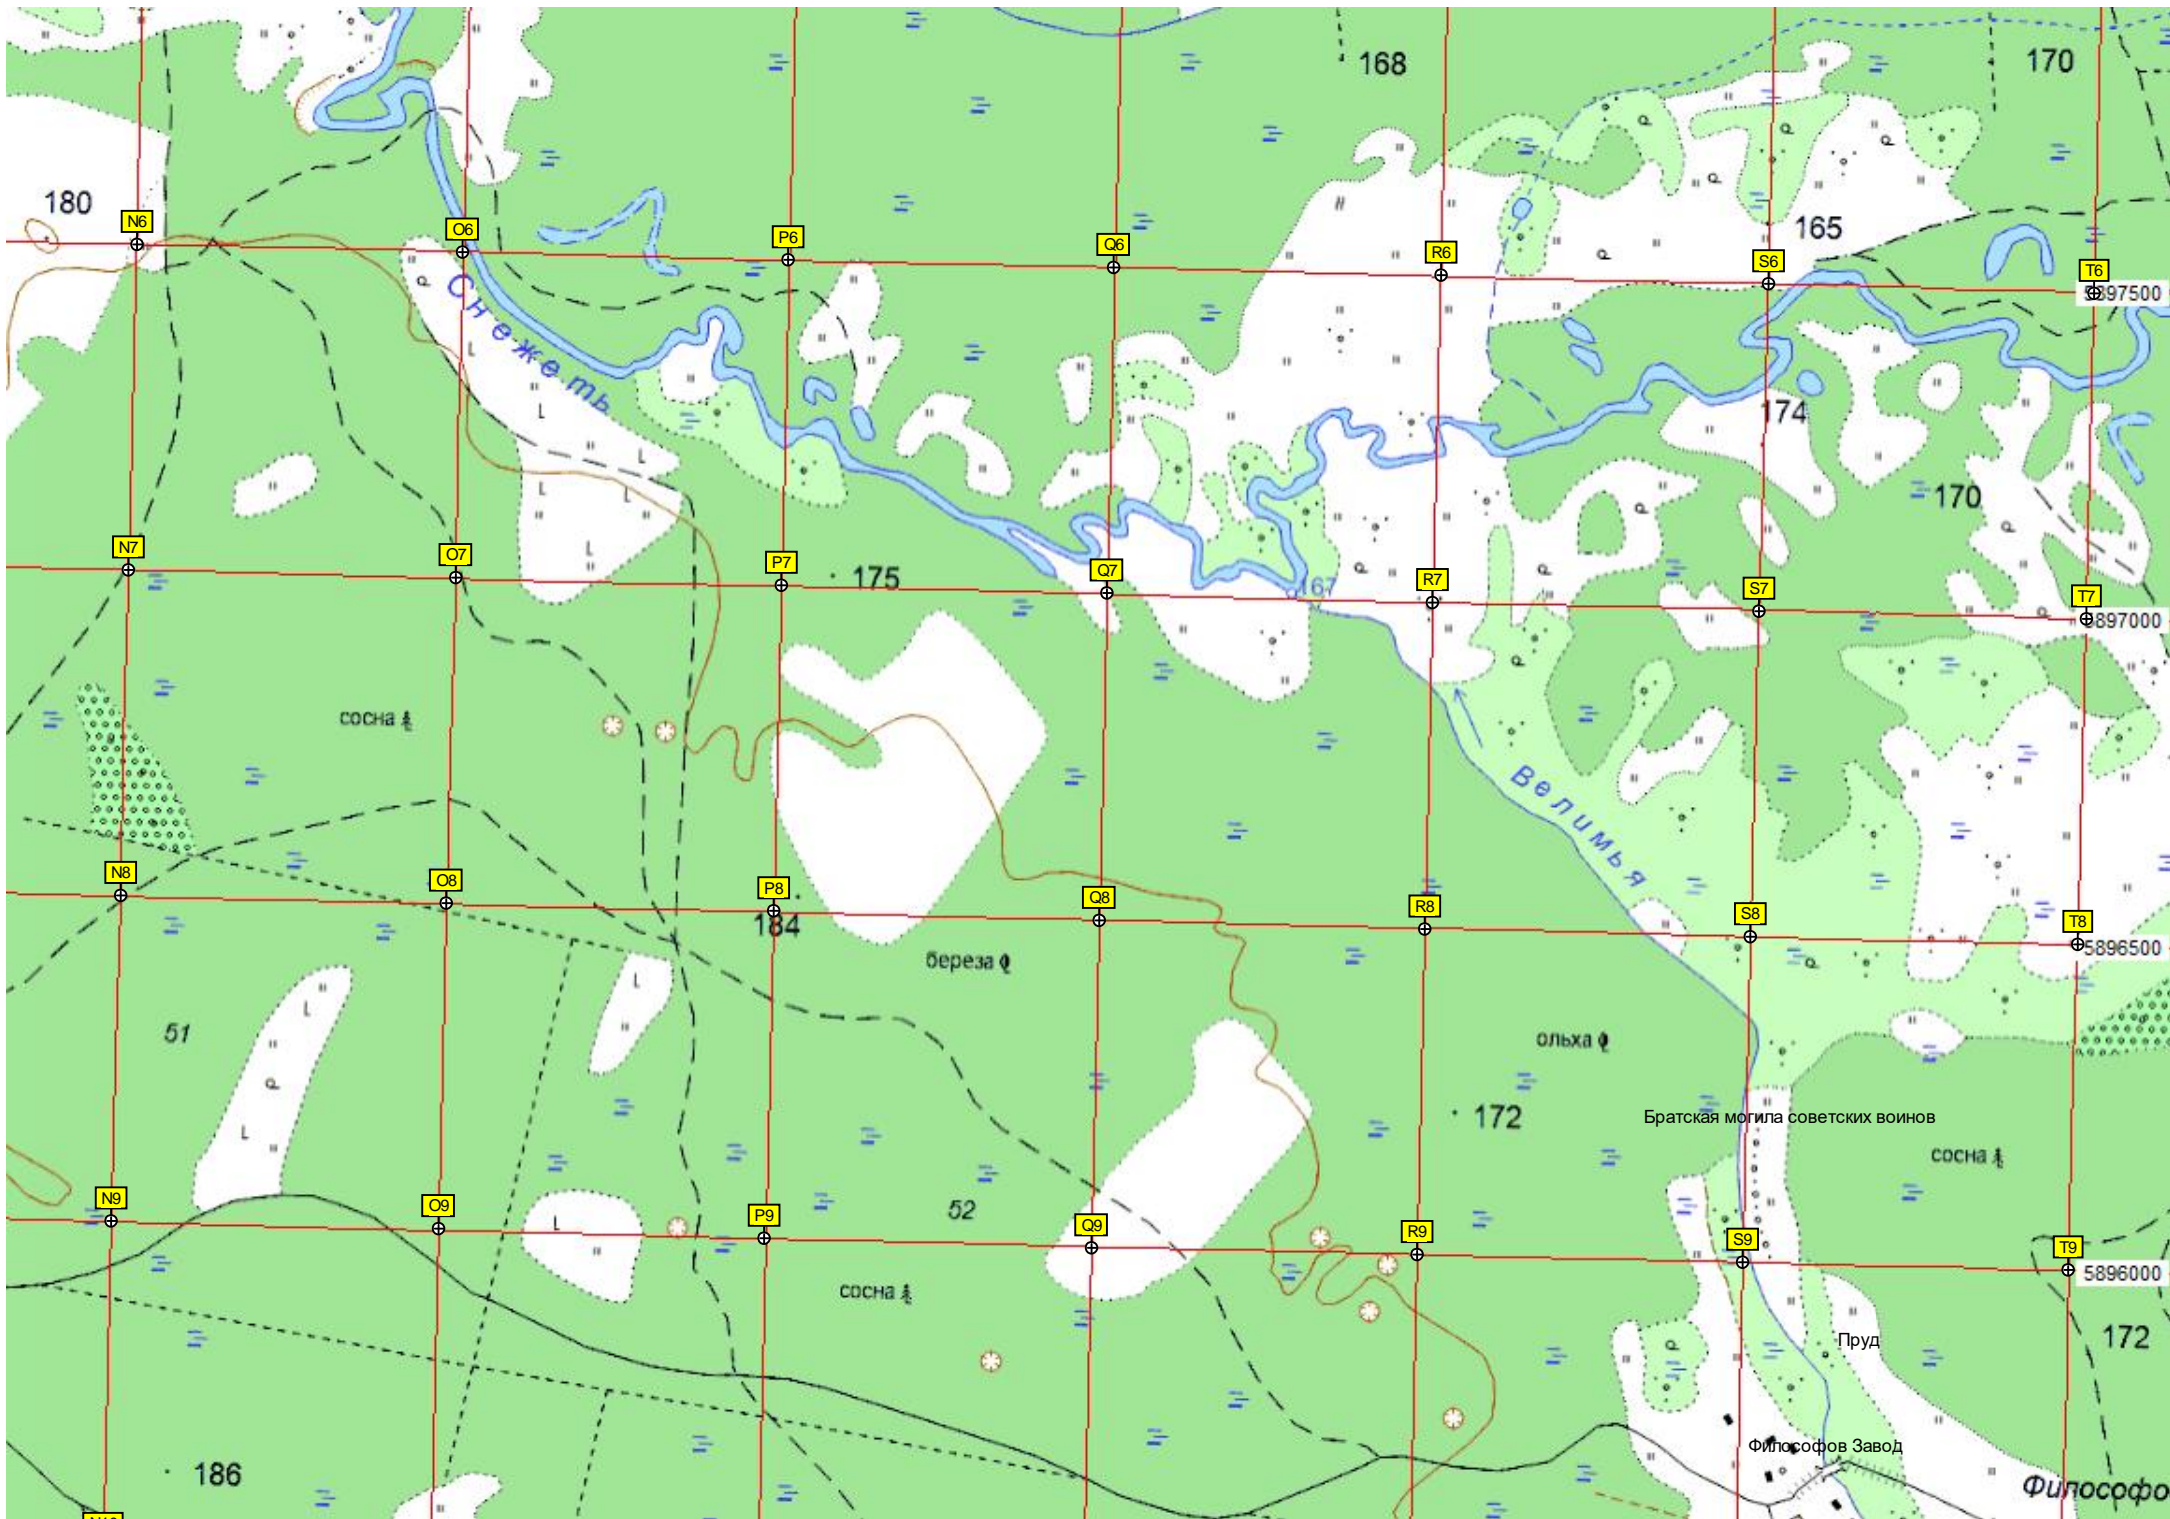 168
170
180
N6
O6
P6
Q6
R6
165
S6
T6
5897500
Снежеть
174
170
N7
O7
P7
175
Q7
167
R7
S7
T7
5897000
сосна
Велимья
N8
O8
P8
184
Q8
R8
S8
T8
5896500
береза
51
ольха
172
Братская могила советских воинов
сосна
N9
O9
P9
52
Q9
R9
S9
T9
5896000
сосна
172
Пруд
Философов Завод
186
Философо